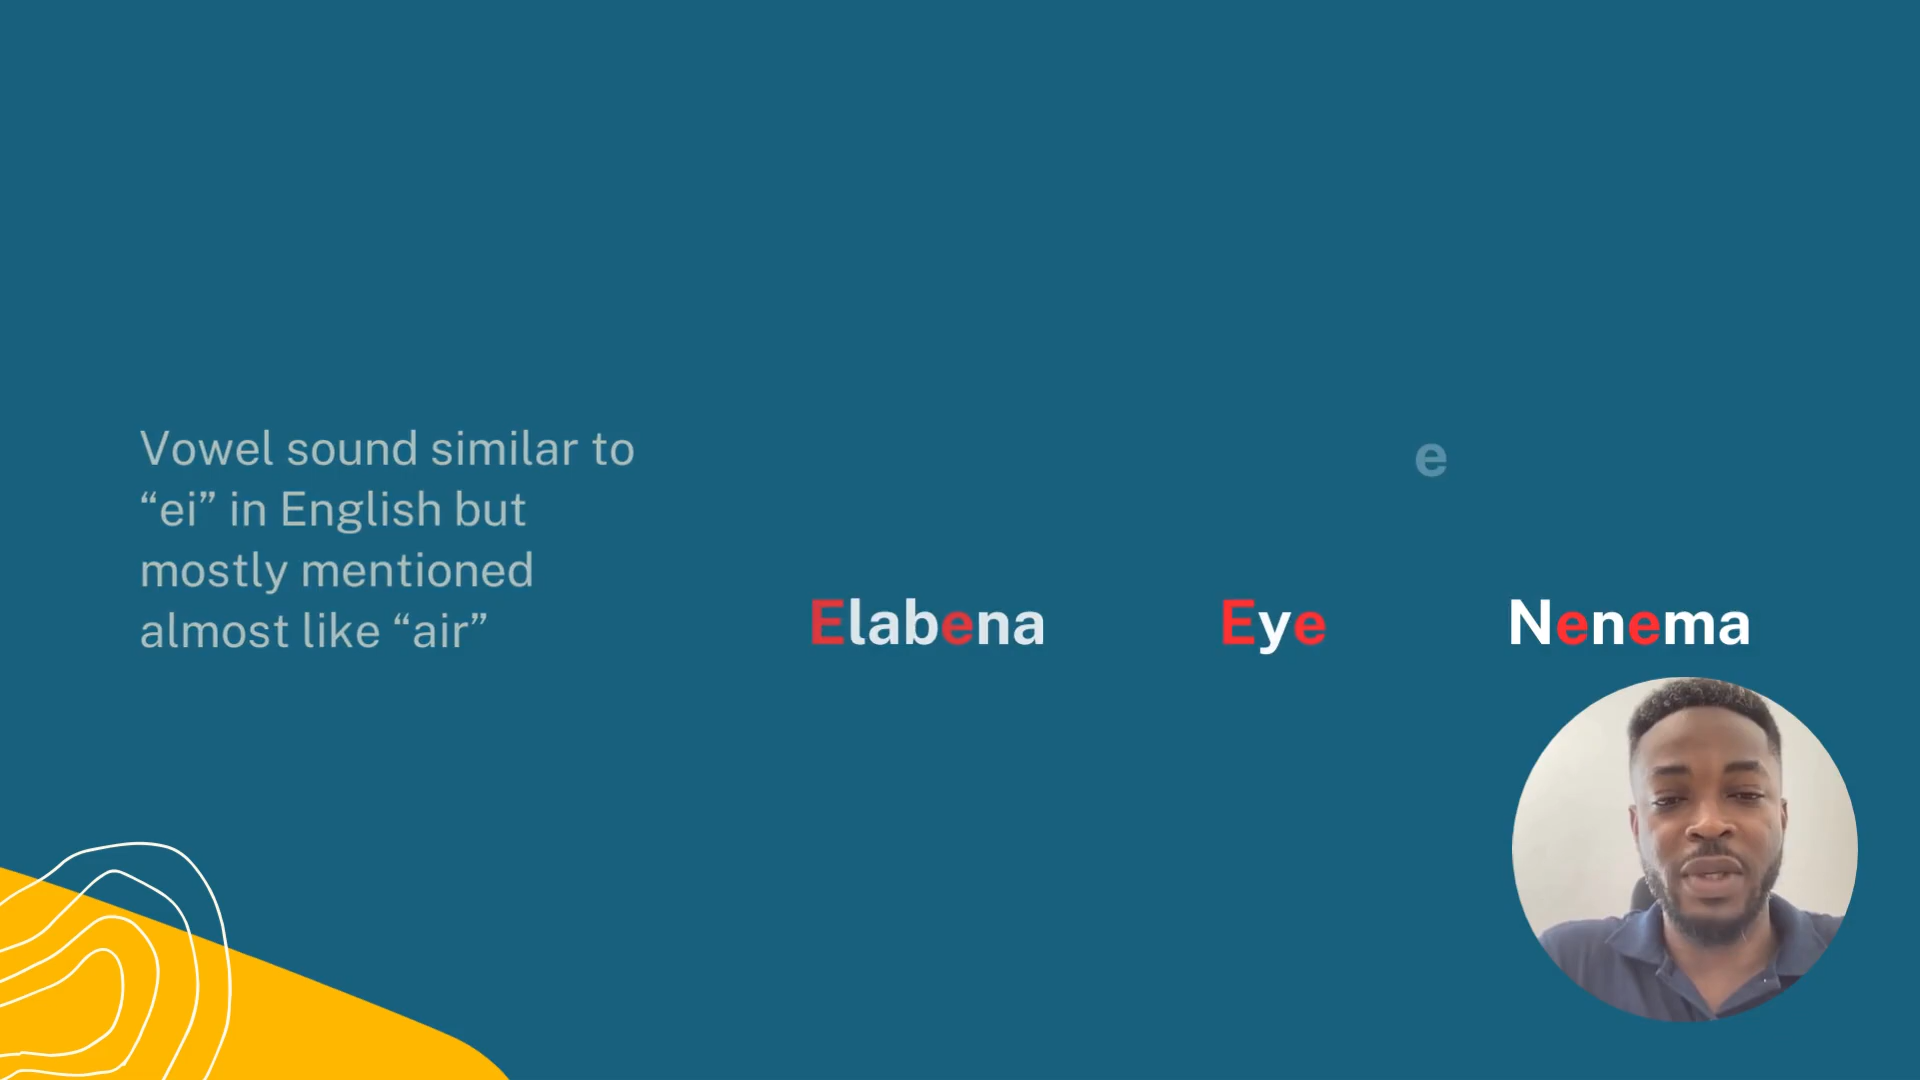 Vowel sound similar to
“ei” in English but
mostly mentioned
almost like “air”
e
Elabena
Eye
Nenema